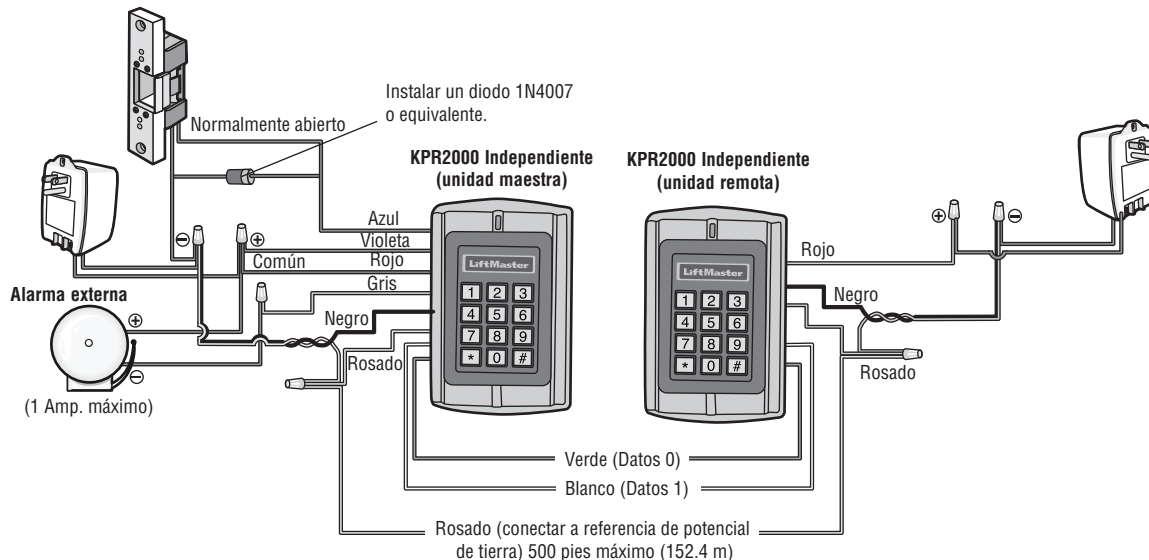 Instalar un diodo 1N4007
o equivalente.
Normalmente abierto
KPR2000 Independiente
(unidad maestra)
KPR2000 Independiente
(unidad remota)
Azul
Violeta
Común
Rojo
Gris
Negro
Rosado
Alarma externa
(1 Amp. máximo)
LiftMaster
1 2 3
4 5 6
7 8 9
* 0 #
LiftMaster
1 2 3
4 5 6
7 8 9
* 0 #
Rojo
Negro
Rosado
Verde (Datos 0)
Blanco (Datos 1)
Rosado (conectar a referencia de potencial
de tierra) 500 pies máximo (152.4 m)